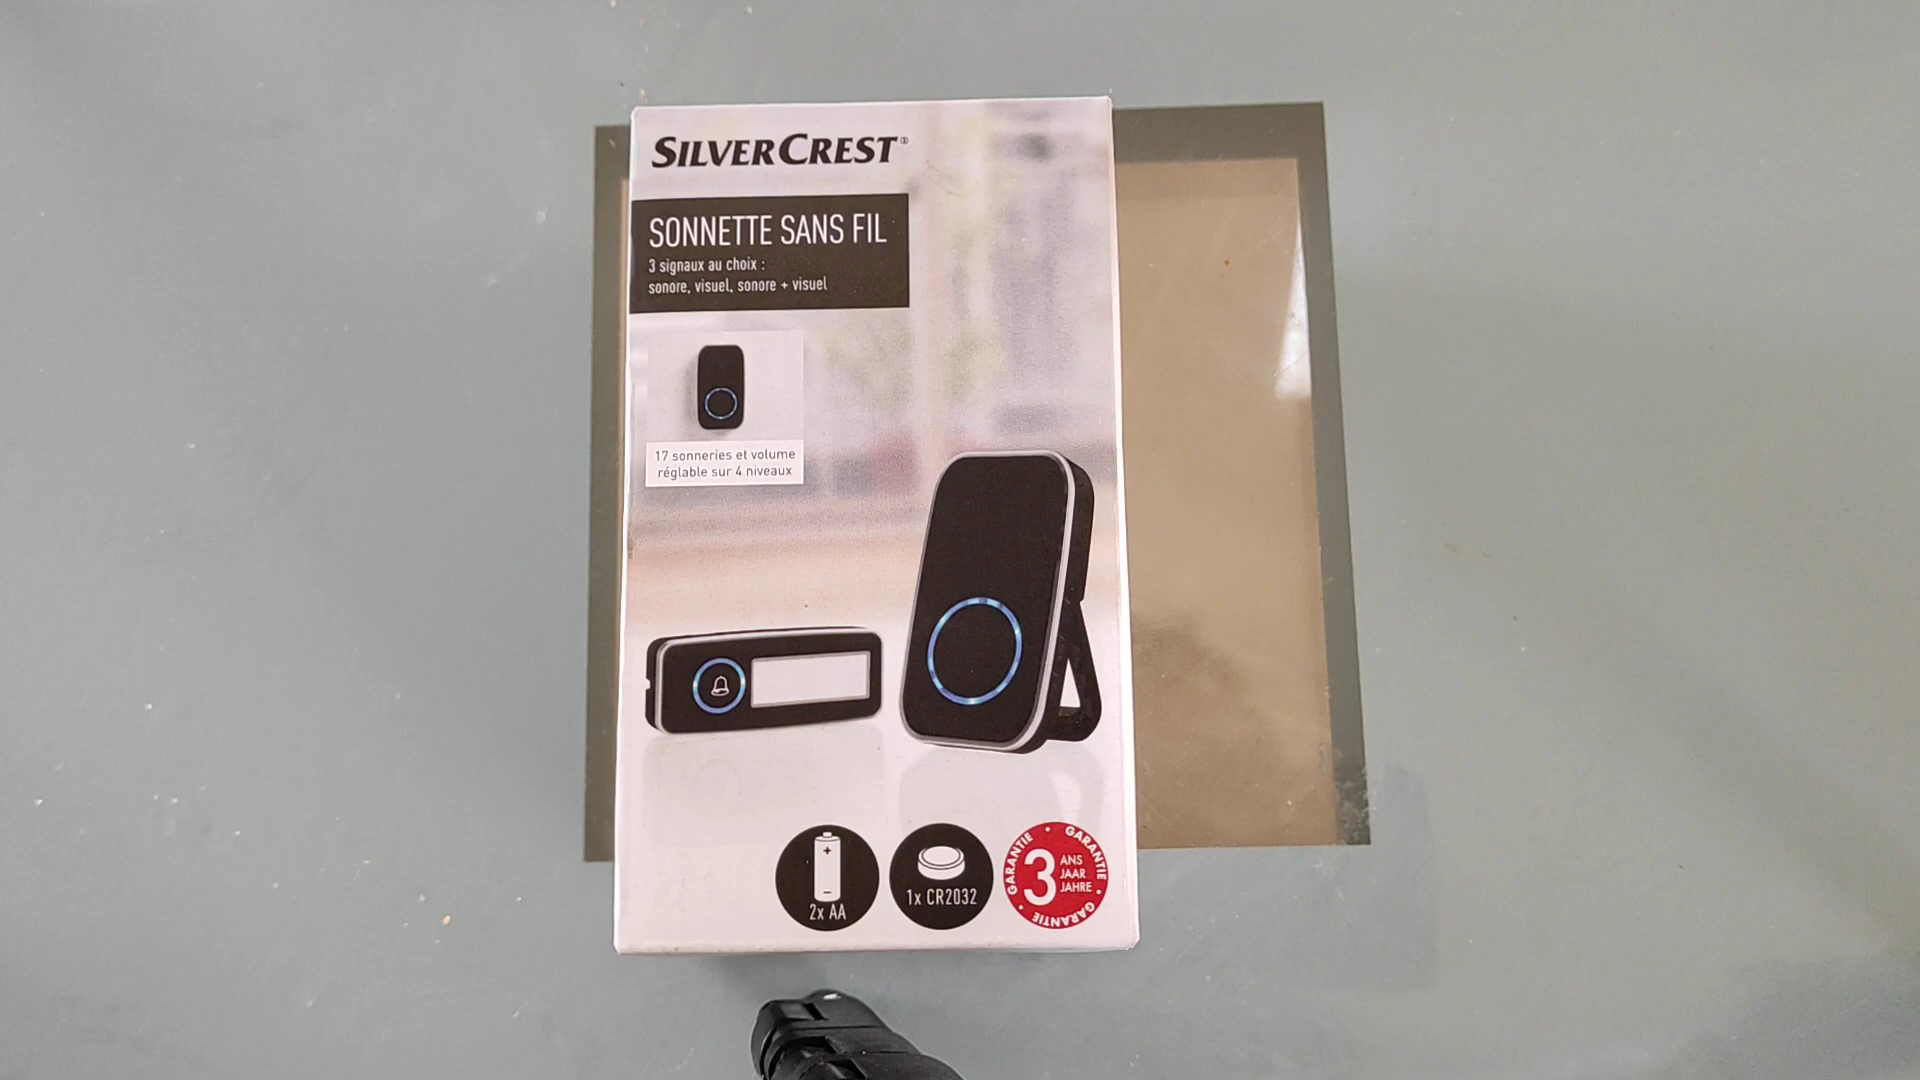 SILVERCREST®
SONNETTE SANS FIL
3 signaux au choix :
sonore, visuel, sonore + visuel
17 sonneries et volume
réglable sur 4 niveaux
+
−
2x AA
1x CR2032
GARANTIE • GARANTIE • GARANTIE •
3 ANS
JAAR
JAHRE